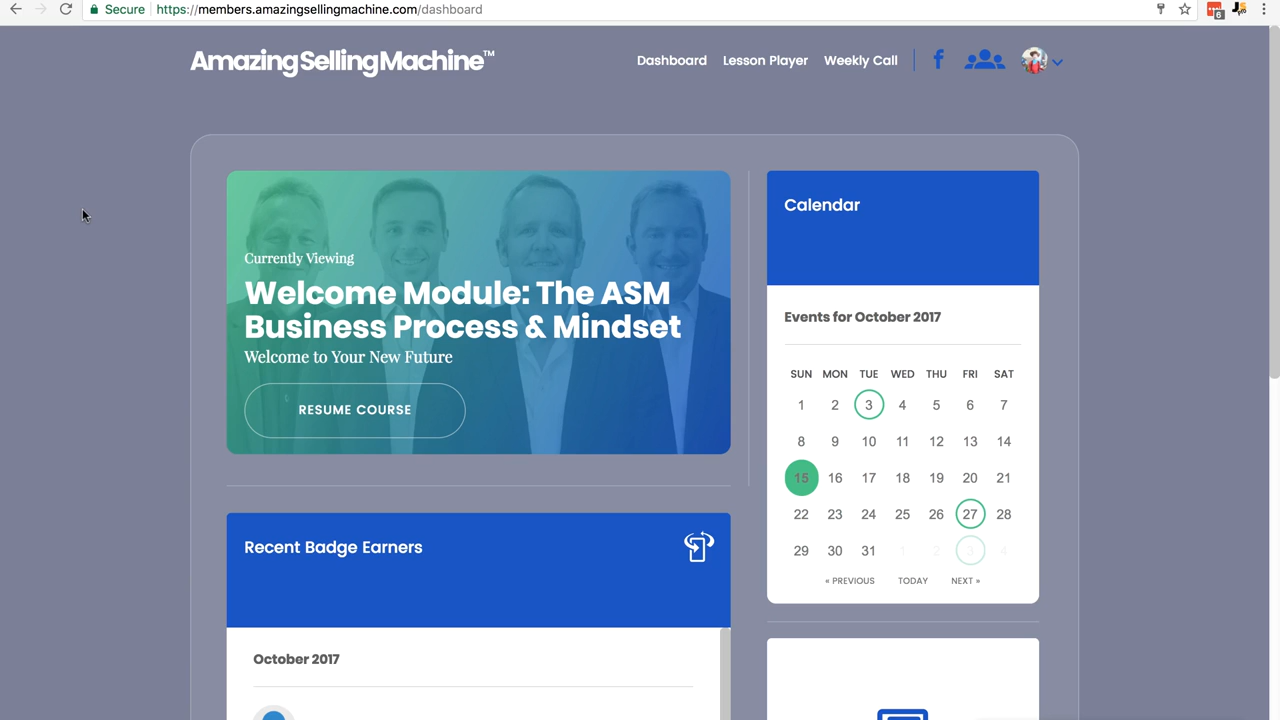 Secure
https://members.amazingsellingmachine.com/dashboard
6
AmazingSellingMachine™
Dashboard
Lesson Player
Weekly Call
Currently Viewing
Welcome Module: The ASM
Business Process & Mindset
Welcome to Your New Future
RESUME COURSE
Recent Badge Earners
October 2017
Calendar
Events for October 2017
SUN MON TUE WED THU FRI SAT
1 2 3 4 5 6 7
8 9 10 11 12 13 14
15 16 17 18 19 20 21
22 23 24 25 26 27 28
29 30 31 1 2 3 4
« PREVIOUS TODAY NEXT »